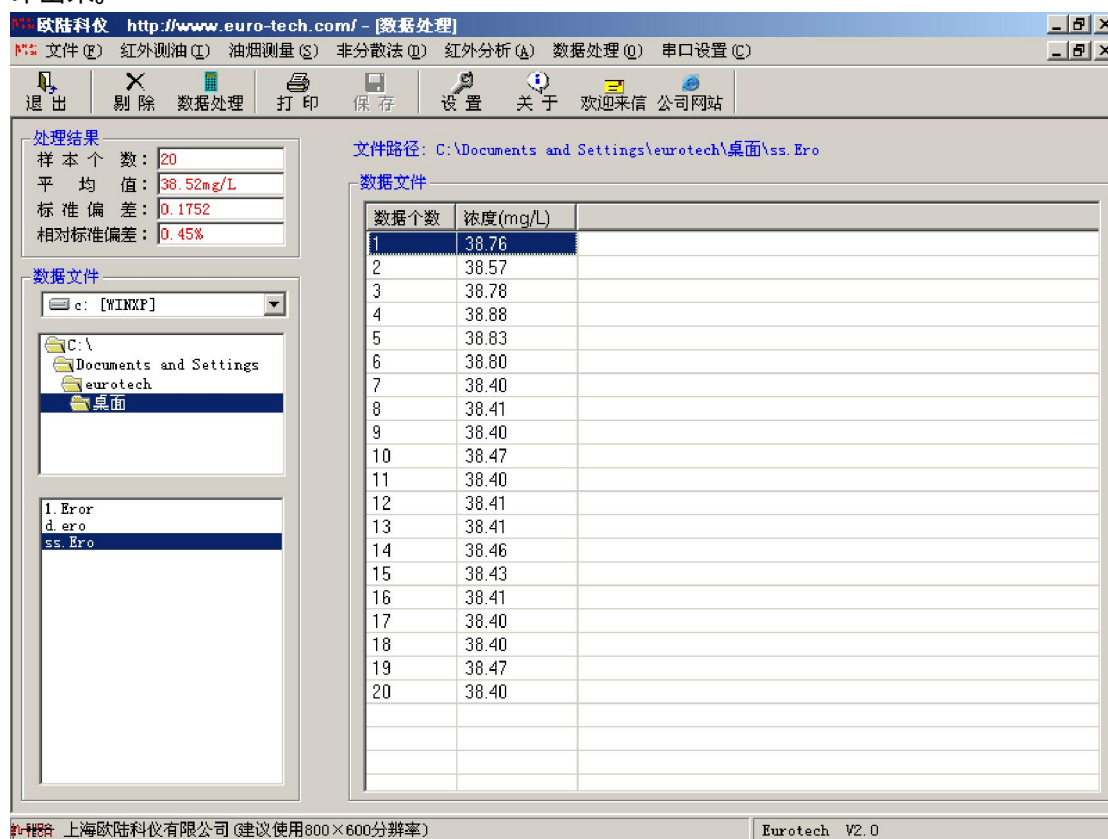 欧陆科仪 http://www.euro-tech.com/ - [数据处理]
文件(F) 红外测油(I) 油烟测量(S) 非分散法(D) 红外分析(A) 数据处理(Q) 串口设置(C)
退出 剔除 数据处理 打印 保存 设置 关于 欢迎来信 公司网站
处理结果
样本个数: 20
平均值: 38.52mg/L
标准偏差: 0.1752
相对标准偏差: 0.45%
数据文件
c: [WINXP]
C:\
Documents and Settings
eurotech
桌面
1.Eror
d.ero
ss.Ero
文件路径: C:\Documents and Settings\eurotech\桌面\ss.Ero
数据文件
数据个数 浓度(mg/L)
1 38.76
2 38.57
3 38.78
4 38.88
5 38.83
6 38.80
7 38.40
8 38.41
9 38.40
10 38.47
11 38.40
12 38.41
13 38.41
14 38.46
15 38.43
16 38.41
17 38.40
18 38.40
19 38.47
20 38.40
上海欧陆科仪有限公司(建议使用800×600分辨率) Eurotech V2.0